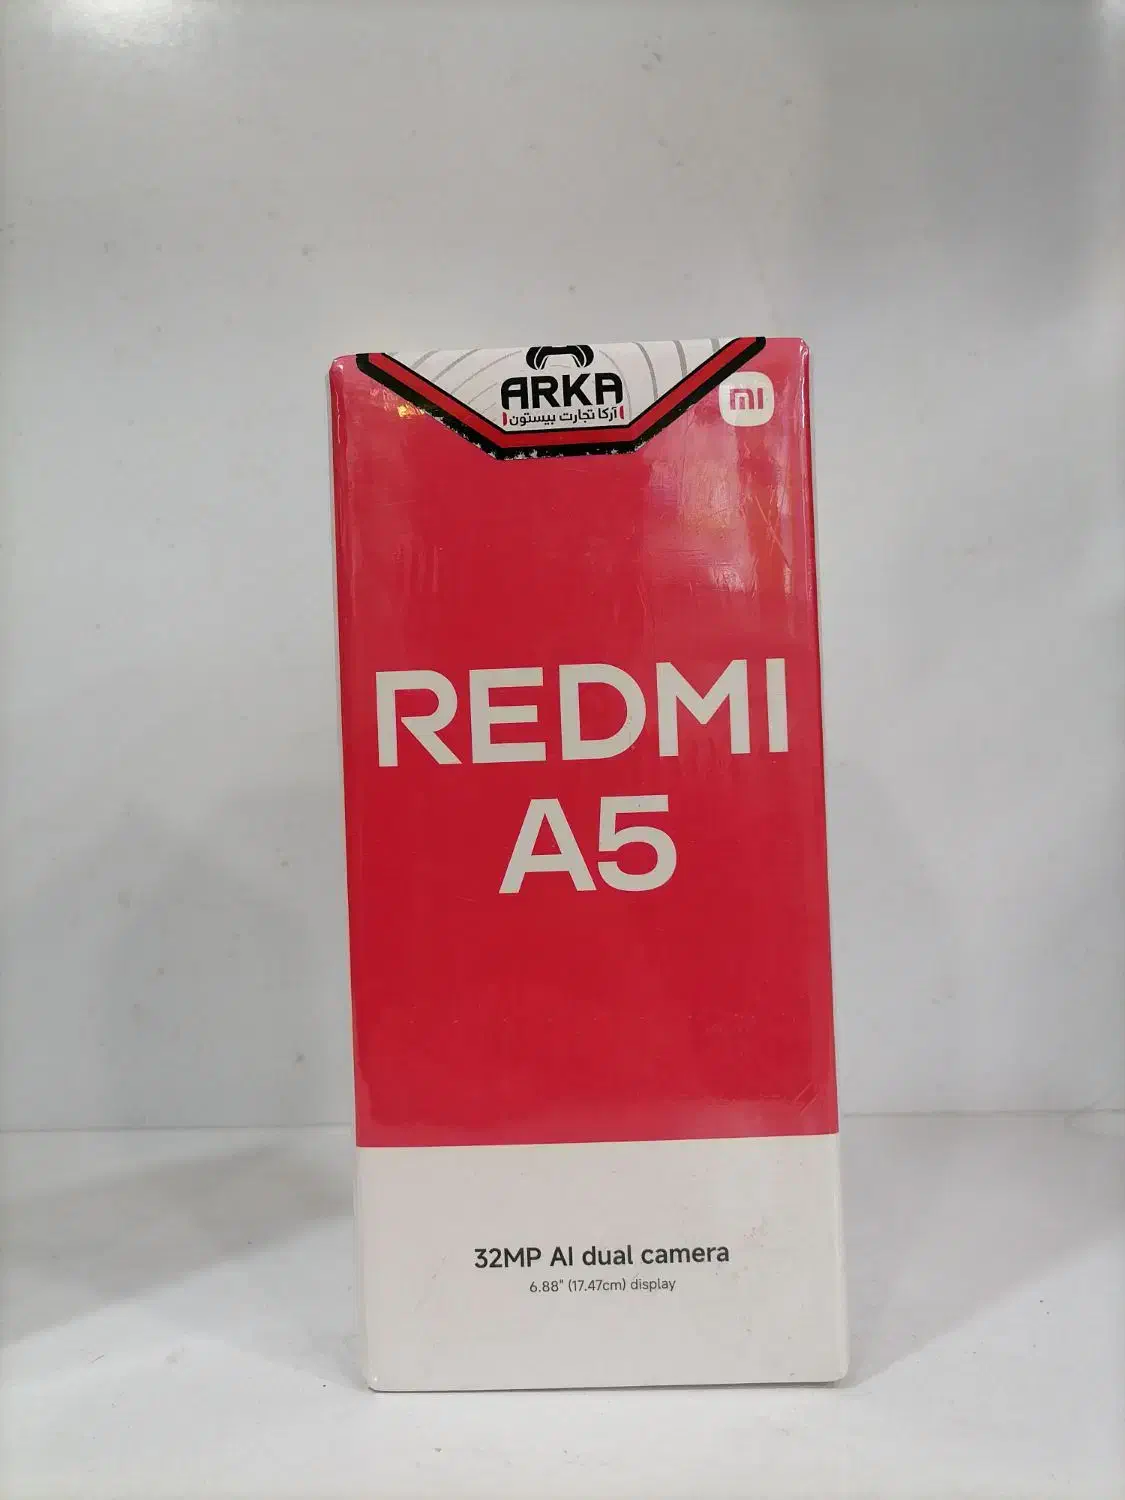 ARKA
آرکا تجارت بیستون
mi
REDMI
A5
32MP AI dual camera
6.88" (17.47cm) display